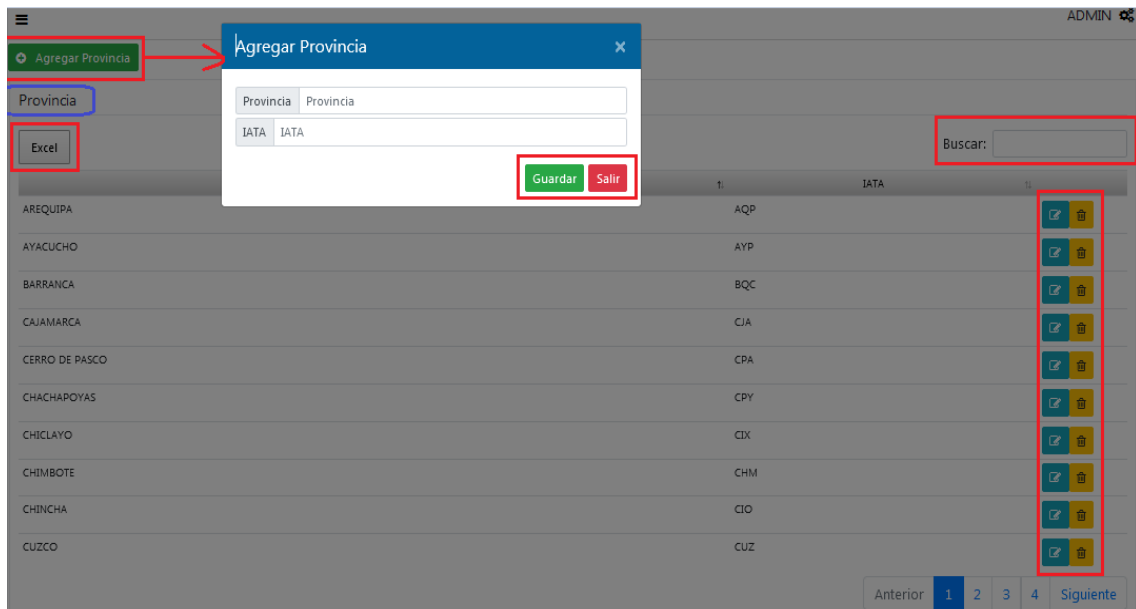 ADMIN
Agregar Provincia
Agregar Provincia ×
Provincia
Provincia Provincia
IATA IATA
Excel
Buscar:
Guardar Salir
IATA
AREQUIPA AQP
AYACUCHO AYP
BARRANCA BQC
CAJAMARCA CJA
CERRO DE PASCO CPA
CHACHAPOYAS CPY
CHICLAYO CIX
CHIMBOTE CHM
CHINCHA CIO
CUZCO CUZ
Anterior 1 2 3 4 Siguiente